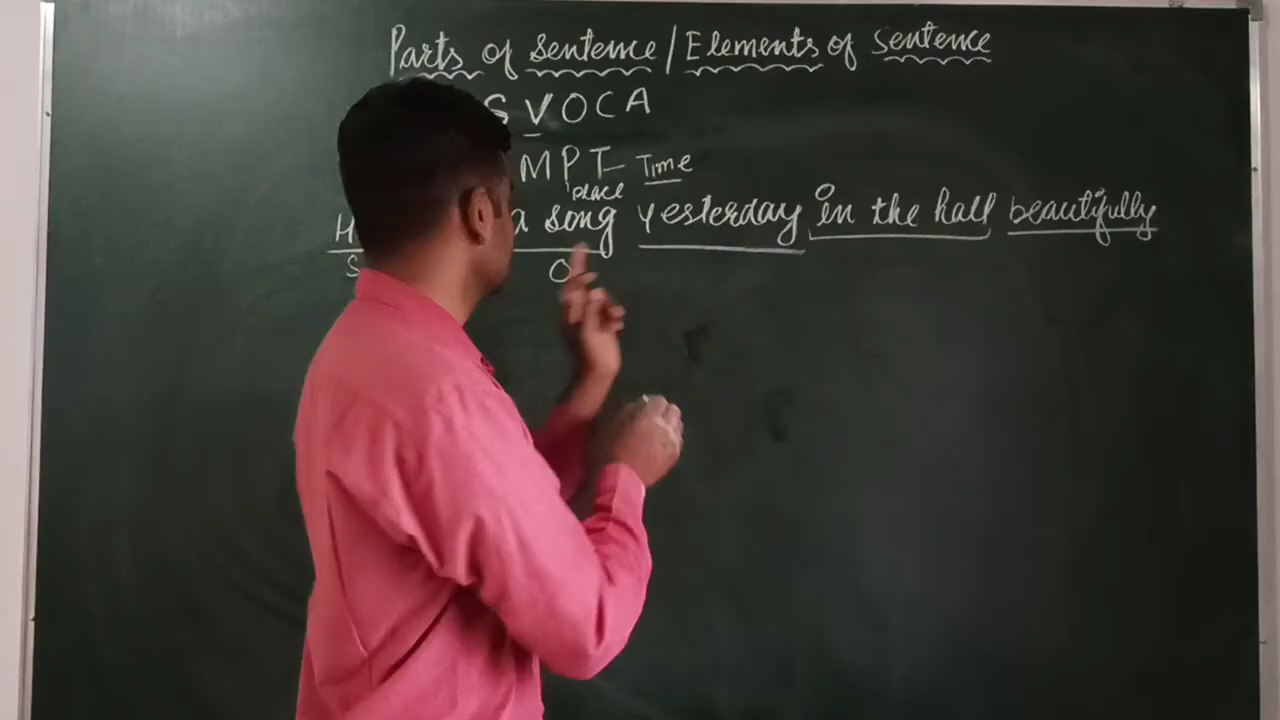 Parts of Sentence / Elements of Sentence
S V O C A
M P T - Time
place
a song yesterday in the hall beautifully
S O